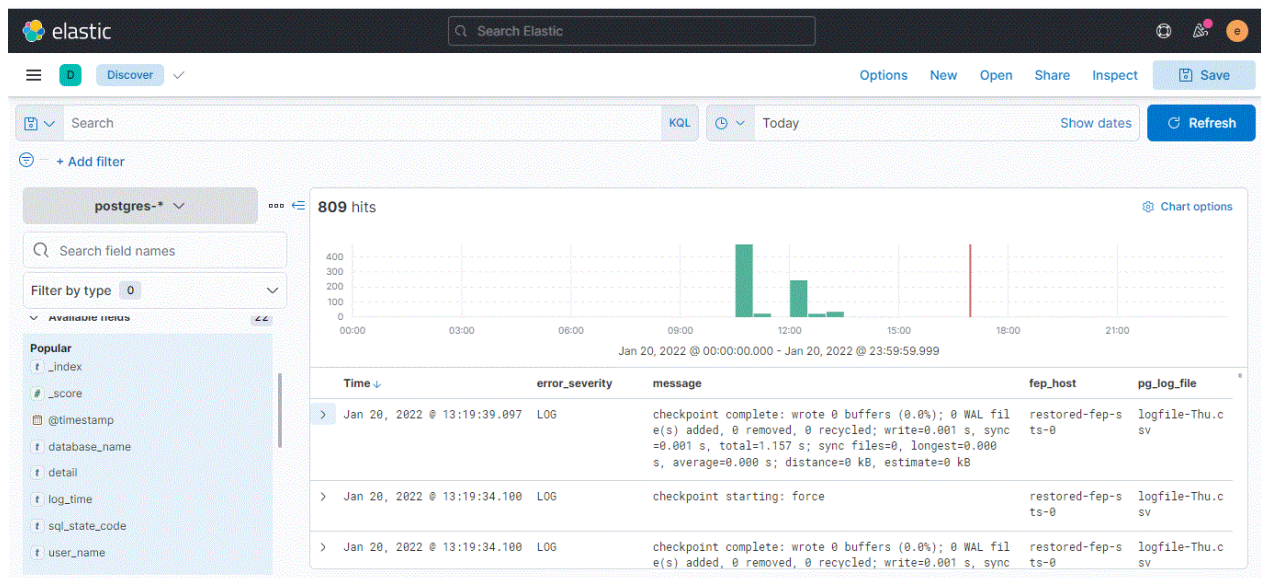 elastic
Search Elastic
e
D
Discover
Options
New
Open
Share
Inspect
Save
Search
KQL
Today
Show dates
Refresh
+ Add filter
postgres-*
809 hits
Chart options
Search field names
Filter by type 0
Available fields
22
Popular
t _index
# _score
@timestamp
t database_name
t detail
t log_time
t sql_state_code
t user_name
400
300
200
100
0
00:00 03:00 06:00 09:00 12:00 15:00 18:00 21:00
Jan 20, 2022 @ 00:00:00.000 - Jan 20, 2022 @ 23:59:59.999
Time error_severity message fep_host pg_log_file
Jan 20, 2022 @ 13:19:39.097 LOG
checkpoint complete: wrote 0 buffers (0.0%); 0 WAL fil
e(s) added, 0 removed, 0 recycled; write=0.001 s, sync
=0.001 s, total=1.157 s; sync files=0, longest=0.000
s, average=0.000 s; distance=0 kB, estimate=0 kB
restored-fep-s
ts-0
logfile-Thu.c
sv
Jan 20, 2022 @ 13:19:34.100 LOG
checkpoint starting: force
restored-fep-s
ts-0
logfile-Thu.c
sv
Jan 20, 2022 @ 13:19:34.100 LOG
checkpoint complete: wrote 0 buffers (0.0%); 0 WAL fil
e(s) added, 0 removed, 0 recycled; write=0.001 s, sync
restored-fep-s
ts-0
logfile-Thu.c
sv